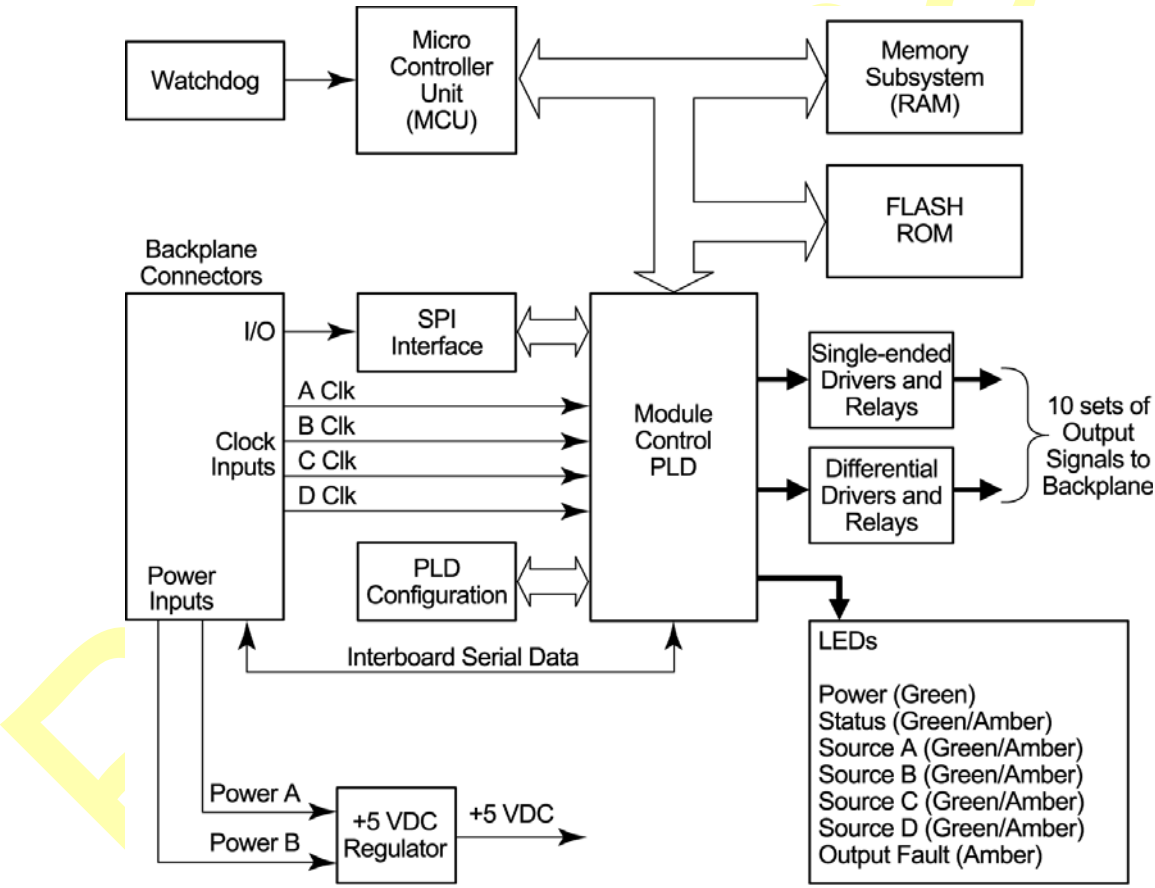 Watchdog
Micro
Controller
Unit
(MCU)
Memory
Subsystem
(RAM)
FLASH
ROM
Backplane
Connectors
I/O
SPI
Interface
A Clk
B Clk
C Clk
D Clk
Clock
Inputs
Module
Control
PLD
Single-ended
Drivers and
Relays
Differential
Drivers and
Relays
10 sets of
Output
Signals to
Backplane
Power
Inputs
PLD
Configuration
Interboard Serial Data
LEDs
Power (Green)
Status (Green/Amber)
Source A (Green/Amber)
Source B (Green/Amber)
Source C (Green/Amber)
Source D (Green/Amber)
Output Fault (Amber)
Power A
Power B
+5 VDC
Regulator
+5 VDC